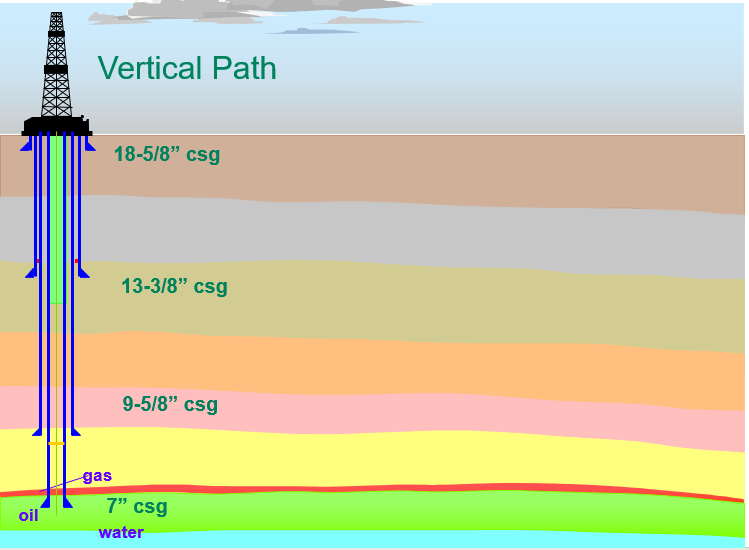 Vertical Path
18-5/8” csg
13-3/8” csg
9-5/8” csg
gas
7” csg
oil
water